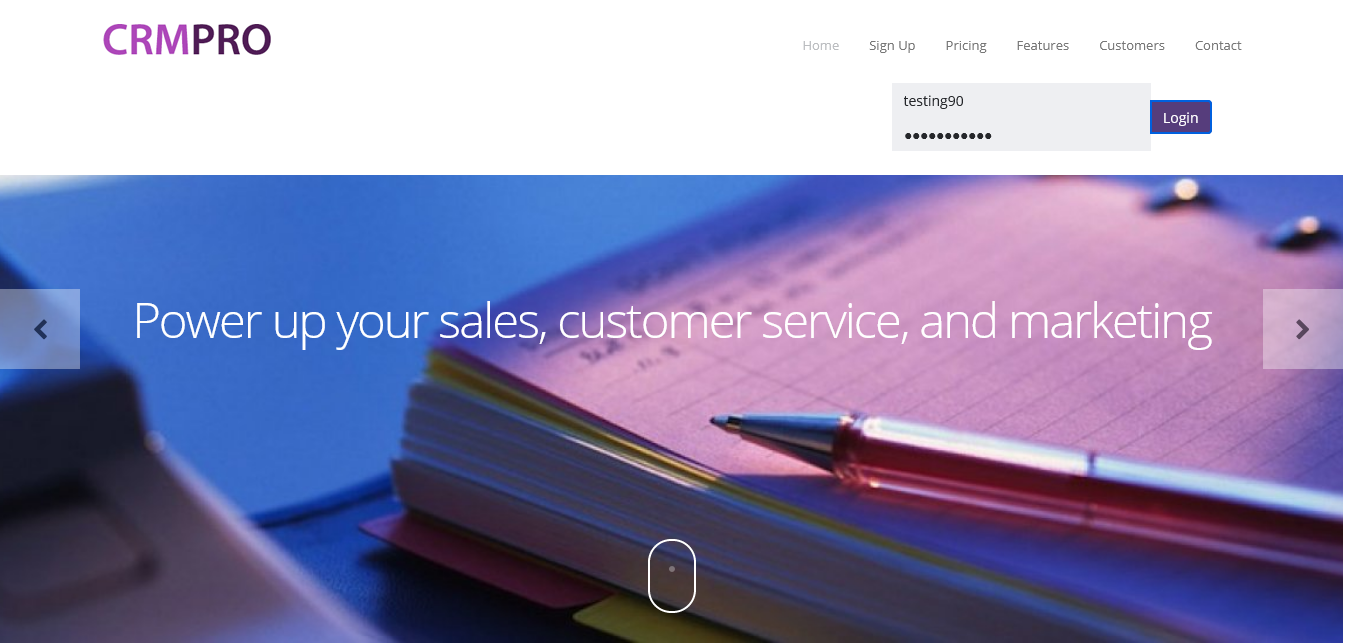 CRMPRO
Home Sign Up Pricing Features Customers Contact
testing90
•••••••••••
Login
Power up your sales, customer service, and marketing